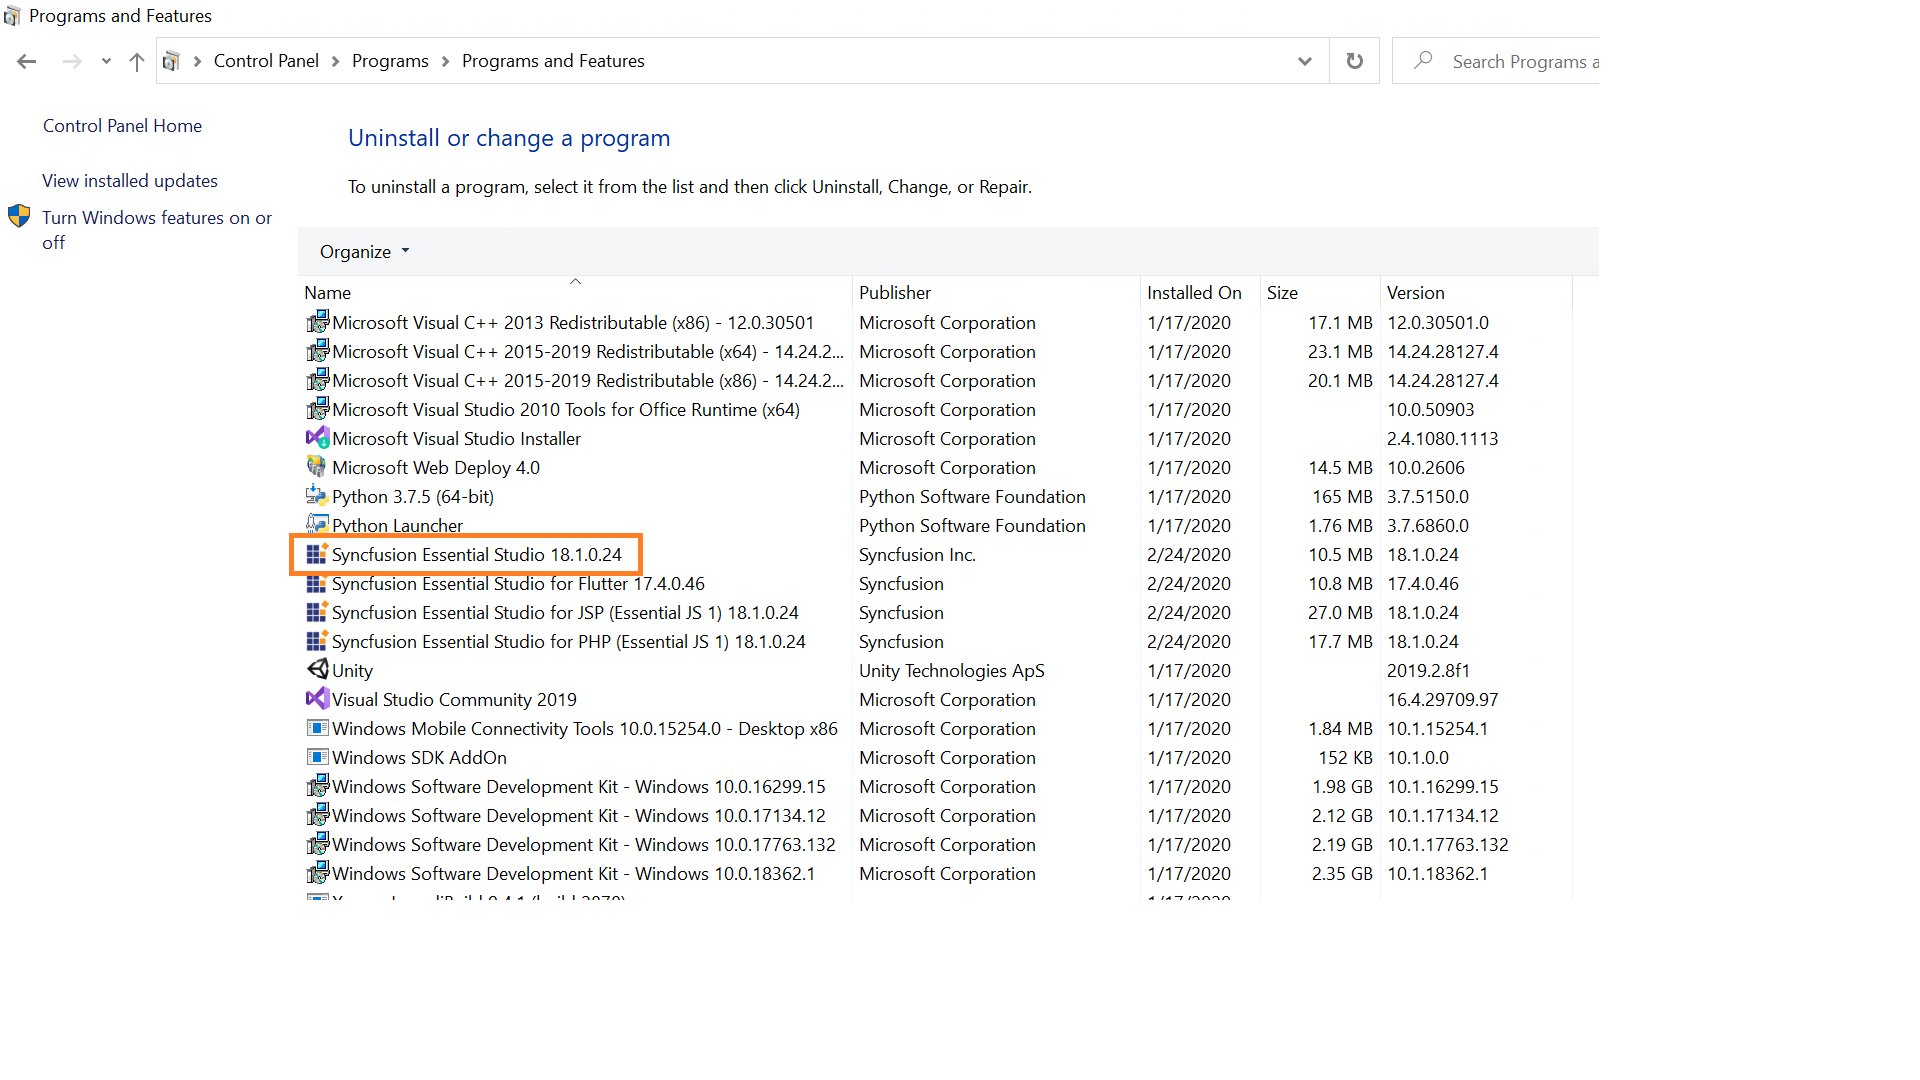 Programs and Features
Control Panel Programs Programs and Features
Search Programs a
Control Panel Home
View installed updates
Turn Windows features on or
off
Uninstall or change a program
To uninstall a program, select it from the list and then click Uninstall, Change, or Repair.
Organize
Name Publisher Installed On Size Version
Microsoft Visual C++ 2013 Redistributable (x86) - 12.0.30501 Microsoft Corporation 1/17/2020 17.1 MB 12.0.30501.0
Microsoft Visual C++ 2015-2019 Redistributable (x64) - 14.24.2... Microsoft Corporation 1/17/2020 23.1 MB 14.24.28127.4
Microsoft Visual C++ 2015-2019 Redistributable (x86) - 14.24.2... Microsoft Corporation 1/17/2020 20.1 MB 14.24.28127.4
Microsoft Visual Studio 2010 Tools for Office Runtime (x64) Microsoft Corporation 1/17/2020 10.0.50903
Microsoft Visual Studio Installer Microsoft Corporation 1/17/2020 2.4.1080.1113
Microsoft Web Deploy 4.0 Microsoft Corporation 1/17/2020 14.5 MB 10.0.2606
Python 3.7.5 (64-bit) Python Software Foundation 1/17/2020 165 MB 3.7.5150.0
Python Launcher Python Software Foundation 1/17/2020 1.76 MB 3.7.6860.0
Syncfusion Essential Studio 18.1.0.24 Syncfusion Inc. 2/24/2020 10.5 MB 18.1.0.24
Syncfusion Essential Studio for Flutter 17.4.0.46 Syncfusion 2/24/2020 10.8 MB 17.4.0.46
Syncfusion Essential Studio for JSP (Essential JS 1) 18.1.0.24 Syncfusion 2/24/2020 27.0 MB 18.1.0.24
Syncfusion Essential Studio for PHP (Essential JS 1) 18.1.0.24 Syncfusion 2/24/2020 17.7 MB 18.1.0.24
Unity Unity Technologies ApS 1/17/2020 2019.2.8f1
Visual Studio Community 2019 Microsoft Corporation 1/17/2020 16.4.29709.97
Windows Mobile Connectivity Tools 10.0.15254.0 - Desktop x86 Microsoft Corporation 1/17/2020 1.84 MB 10.1.15254.1
Windows SDK AddOn Microsoft Corporation 1/17/2020 152 KB 10.1.0.0
Windows Software Development Kit - Windows 10.0.16299.15 Microsoft Corporation 1/17/2020 1.98 GB 10.1.16299.15
Windows Software Development Kit - Windows 10.0.17134.12 Microsoft Corporation 1/17/2020 2.12 GB 10.1.17134.12
Windows Software Development Kit - Windows 10.0.17763.132 Microsoft Corporation 1/17/2020 2.19 GB 10.1.17763.132
Windows Software Development Kit - Windows 10.0.18362.1 Microsoft Corporation 1/17/2020 2.35 GB 10.1.18362.1
1/17/2020